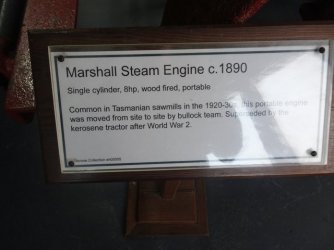 Marshall Steam Engine c.1890
Single cylinder, 8hp, wood fired, portable
Common in Tasmanian sawmills in the 1920-30s, this portable engine
was moved from site to site by bullock team. Superseded by the
kerosene tractor after World War 2.
Collection